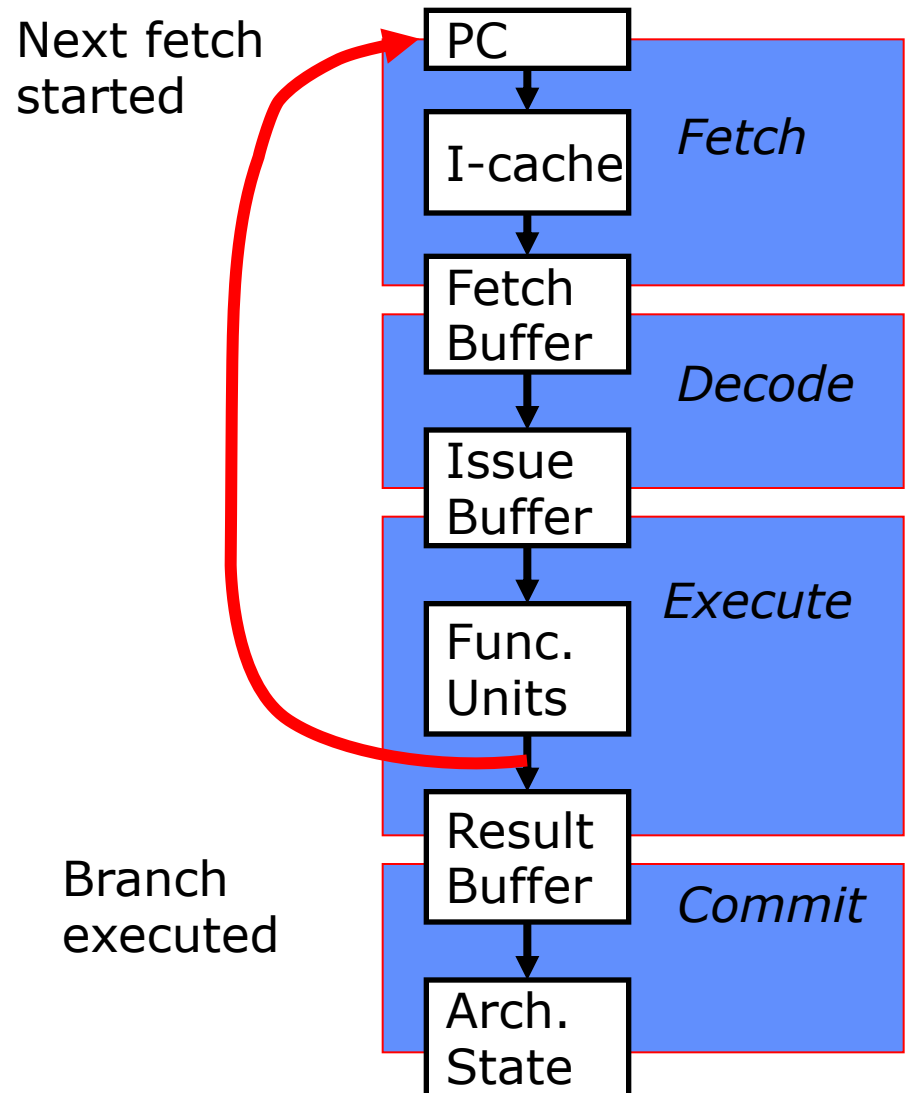 Next fetch
started
PC
I-cache
Fetch
Fetch
Buffer
Decode
Issue
Buffer
Execute
Func.
Units
Result
Buffer
Branch
executed
Commit
Arch.
State